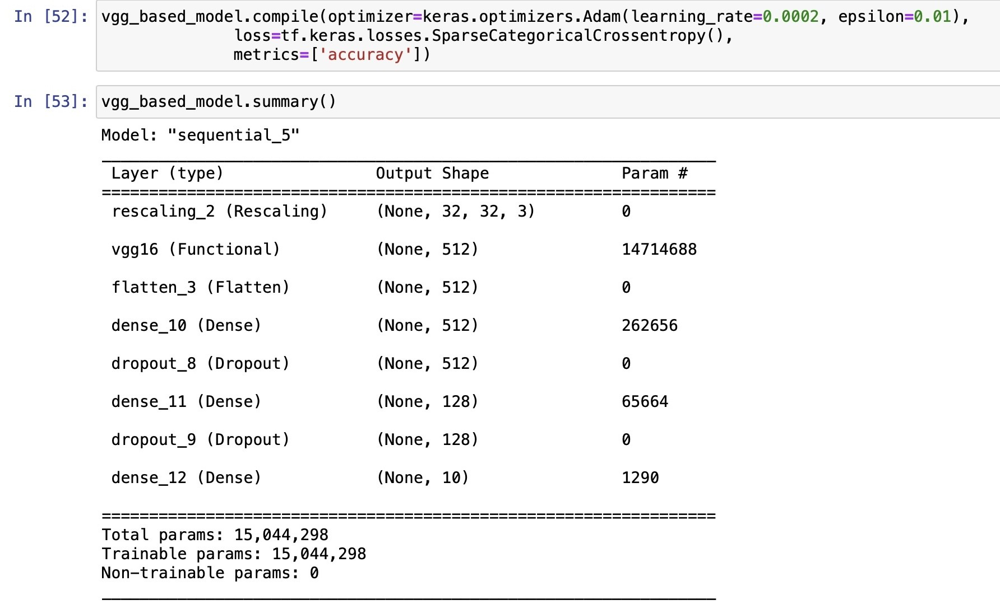 In [52]: vgg_based_model.compile(optimizer=keras.optimizers.Adam(learning_rate=0.0002, epsilon=0.01),
              loss=tf.keras.losses.SparseCategoricalCrossentropy(),
              metrics=['accuracy'])
In [53]: vgg_based_model.summary()
Model: "sequential_5"
_________________________________________________________________
 Layer (type)                Output Shape              Param #
=================================================================
 rescaling_2 (Rescaling)     (None, 32, 32, 3)         0
 vgg16 (Functional)          (None, 512)               14714688
 flatten_3 (Flatten)         (None, 512)               0
 dense_10 (Dense)            (None, 512)               262656
 dropout_8 (Dropout)         (None, 512)               0
 dense_11 (Dense)            (None, 128)               65664
 dropout_9 (Dropout)         (None, 128)               0
 dense_12 (Dense)            (None, 10)                1290
=================================================================
Total params: 15,044,298
Trainable params: 15,044,298
Non-trainable params: 0
_________________________________________________________________